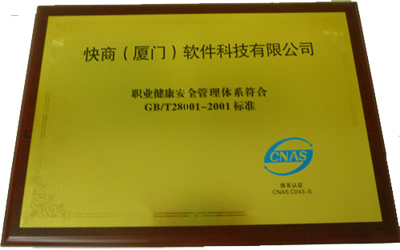 快商（厦门）软件科技有限公司
职业健康安全管理体系符合
GB/T28001-2001标准
CNAS
体系认证
CNAS C043-S